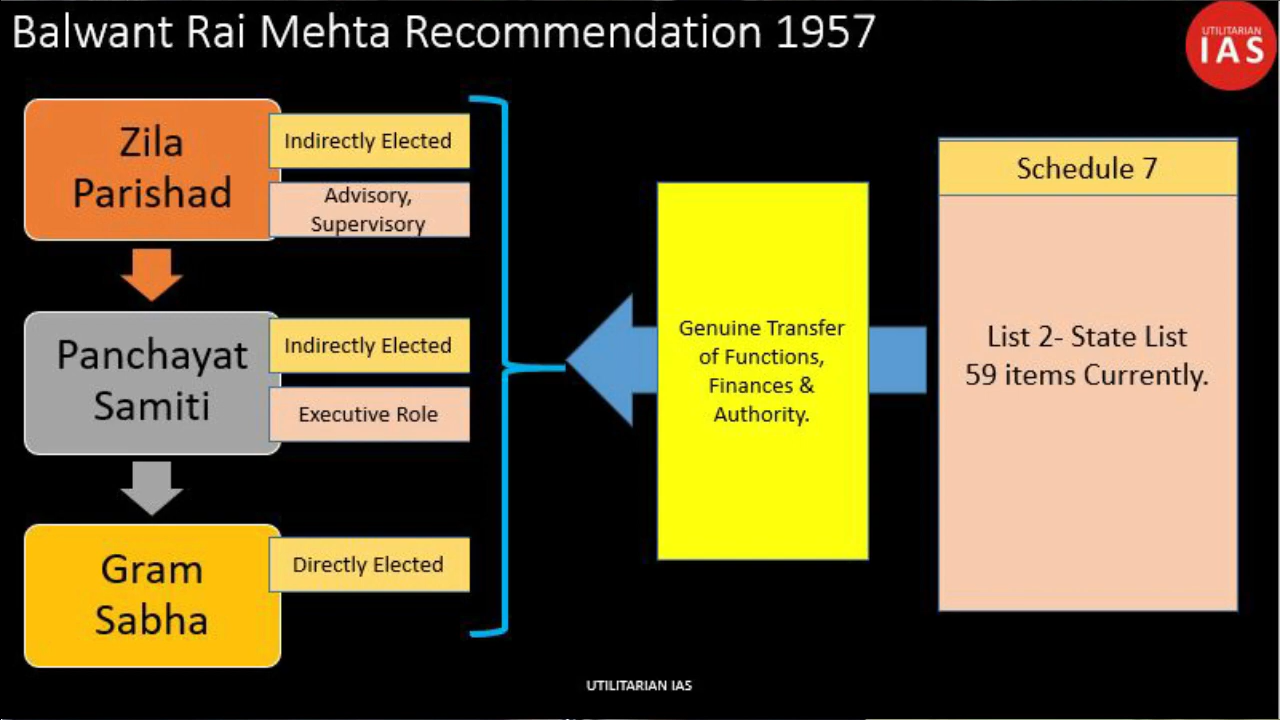 Balwant Rai Mehta Recommendation 1957
UTILITARIAN
IAS
Zila
Parishad
Indirectly Elected
Advisory,
Supervisory
Panchayat
Samiti
Indirectly Elected
Executive Role
Gram
Sabha
Directly Elected
Genuine Transfer
of Functions,
Finances &
Authority.
Schedule 7
List 2- State List
59 items Currently.
UTILITARIAN IAS